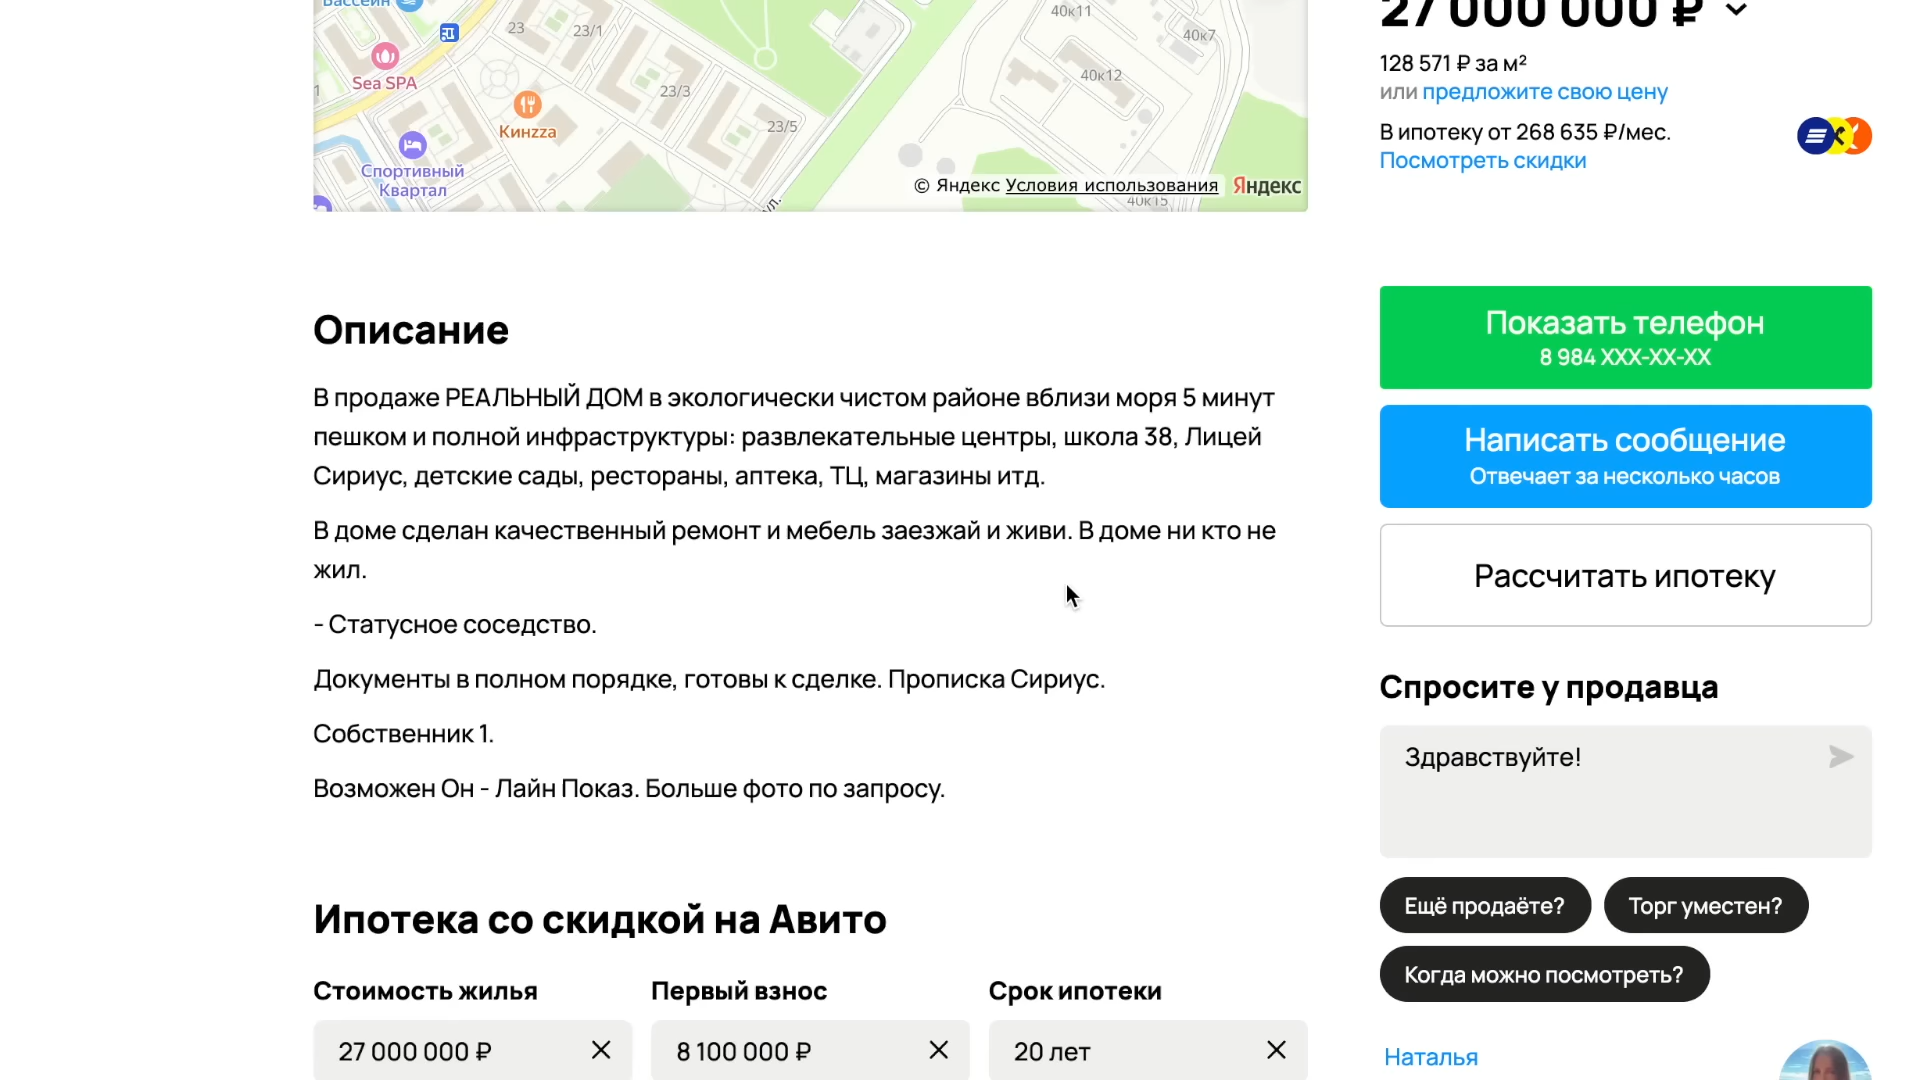 Бассейн
23
23/1
Sea SPA
1
23/3
Кинzzа
23/5
Спортивный
Квартал
ул.
40к11
40к7
40к12
40к15
© Яндекс Условия использования Яндекс
Описание
В продаже РЕАЛЬНЫЙ ДОМ в экологически чистом районе вблизи моря 5 минут
пешком и полной инфраструктуры: развлекательные центры, школа 38, Лицей
Сириус, детские сады, рестораны, аптека, ТЦ, магазины итд.
В доме сделан качественный ремонт и мебель заезжай и живи. В доме ни кто не
жил.
- Статусное соседство.
Документы в полном порядке, готовы к сделке. Прописка Сириус.
Собственник 1.
Возможен Он - Лайн Показ. Больше фото по запросу.
Ипотека со скидкой на Авито
Стоимость жилья Первый взнос Срок ипотеки
27 000 000 ₽ 8 100 000 ₽ 20 лет
27 000 000 ₽
128 571 ₽ за м²
или предложите свою цену
В ипотеку от 268 635 ₽/мес.
Посмотреть скидки
Показать телефон
8 984 XXX-XX-XX
Написать сообщение
Отвечает за несколько часов
Рассчитать ипотеку
Спросите у продавца
Здравствуйте!
Ещё продаёте? Торг уместен?
Когда можно посмотреть?
Наталья